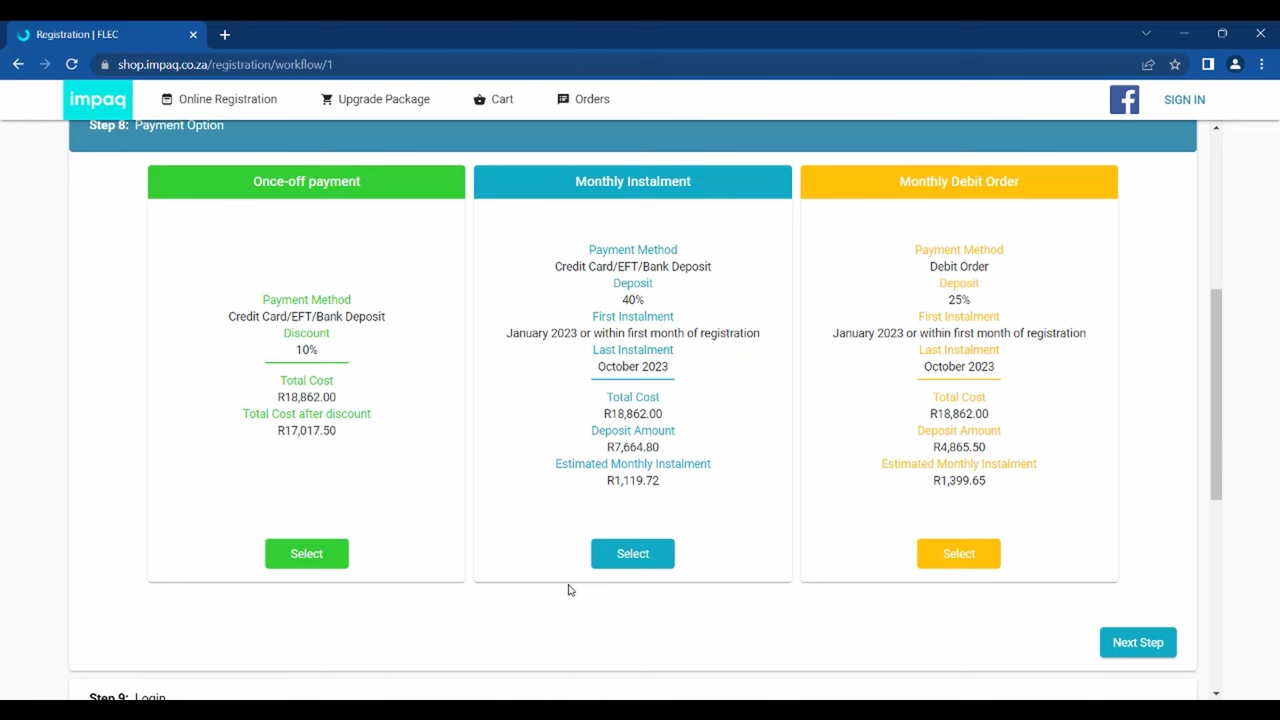 Registration | FLEC
shop.impaq.co.za/registration/workflow/1
impaq
Online Registration
Upgrade Package
Cart
Orders
SIGN IN
Step 8: Payment Option
Once-off payment
Payment Method
Credit Card/EFT/Bank Deposit
Discount
10%
Total Cost
R18,862.00
Total Cost after discount
R17,017.50
Select
Monthly Instalment
Payment Method
Credit Card/EFT/Bank Deposit
Deposit
40%
First Instalment
January 2023 or within first month of registration
Last Instalment
October 2023
Total Cost
R18,862.00
Deposit Amount
R7,664.80
Estimated Monthly Instalment
R1,119.72
Select
Monthly Debit Order
Payment Method
Debit Order
Deposit
25%
First Instalment
January 2023 or within first month of registration
Last Instalment
October 2023
Total Cost
R18,862.00
Deposit Amount
R4,865.50
Estimated Monthly Instalment
R1,399.65
Select
Next Step
Step 9: Login